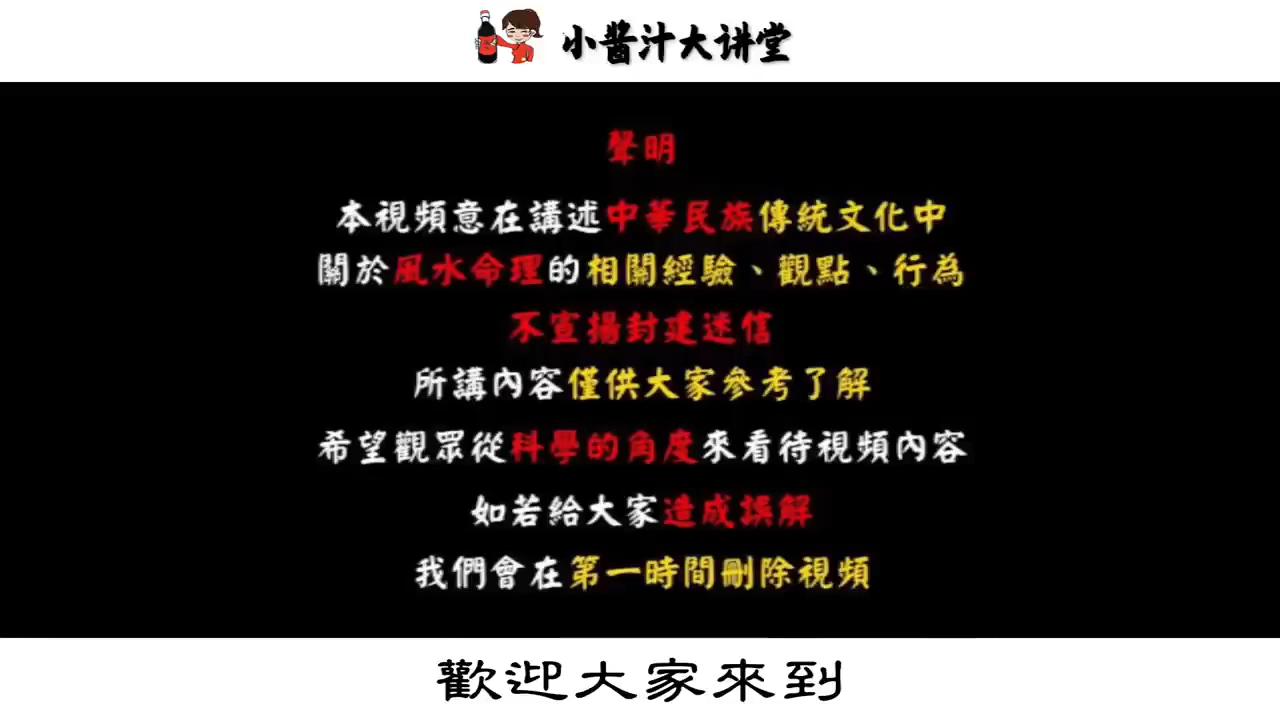 小醬汁大讲堂
聲明
本視頻意在講述中華民族傳統文化中
關於風水命理的相關經驗、觀點、行為
不宣揚封建迷信
所講內容僅供大家參考了解
希望觀眾從科學的角度來看待視頻內容
如若給大家造成誤解
我們會在第一時間刪除視頻
歡迎大家來到